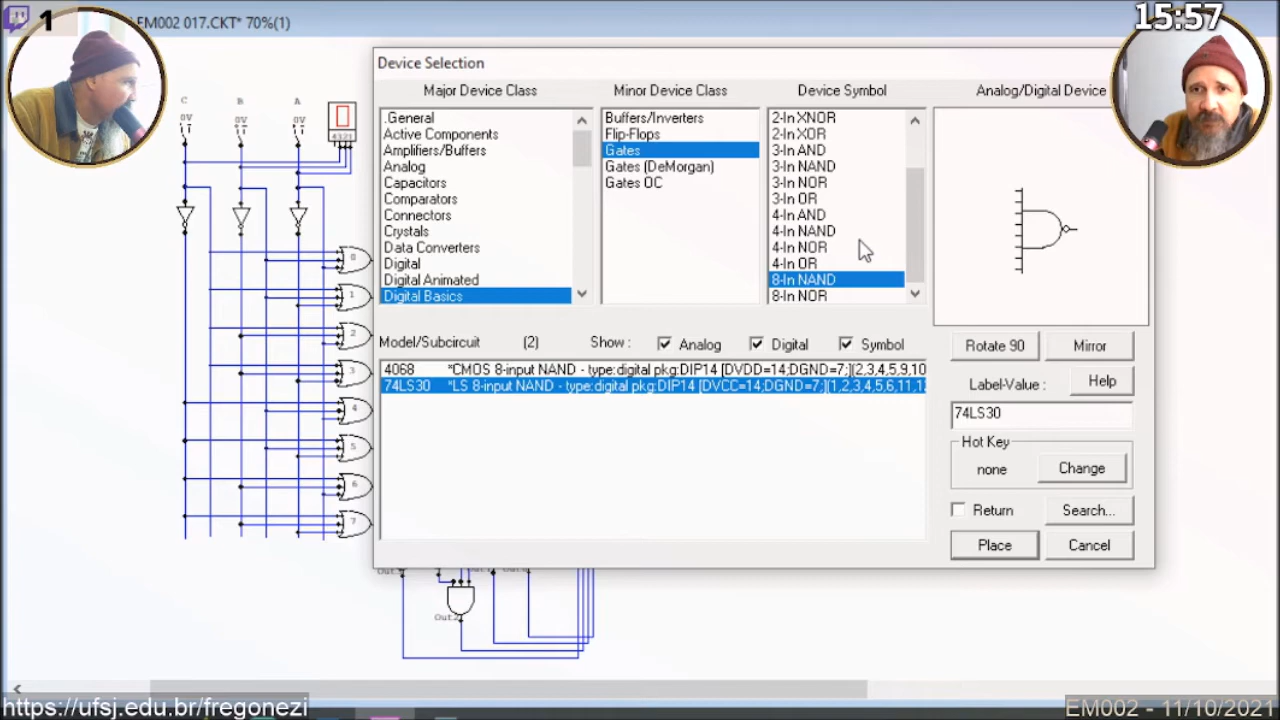 1
EM002 017.CKT* 70%(1)
15:57
Device Selection
Major Device Class
Minor Device Class
Device Symbol
Analog/Digital Device
.General
Active Components
Amplifiers/Buffers
Analog
Capacitors
Comparators
Connectors
Crystals
Data Converters
Digital
Digital Animated
Digital Basics
Buffers/Inverters
Flip-Flops
Gates
Gates (DeMorgan)
Gates OC
2-In XNOR
2-In XOR
3-In AND
3-In NAND
3-In NOR
3-In OR
4-In AND
4-In NAND
4-In NOR
4-In OR
8-In NAND
8-In NOR
C B A
0V 0V 0V
4321
0
1
2
3
4
5
6
7
Model/Subcircuit (2) Show : Analog Digital Symbol
4068 *CMOS 8-input NAND - type:digital pkg:DIP14 [DVDD=14;DGND=7;](2,3,4,5,9,10
74LS30 *LS 8-input NAND - type:digital pkg:DIP14 [DVCC=14;DGND=7;](1,2,3,4,5,6,11,1
Rotate 90
Mirror
Label-Value :
Help
74LS30
Hot Key
none
Change
Return
Search...
Place
Cancel
https://ufsj.edu.br/fregonezi
EM002 - 11/10/2021